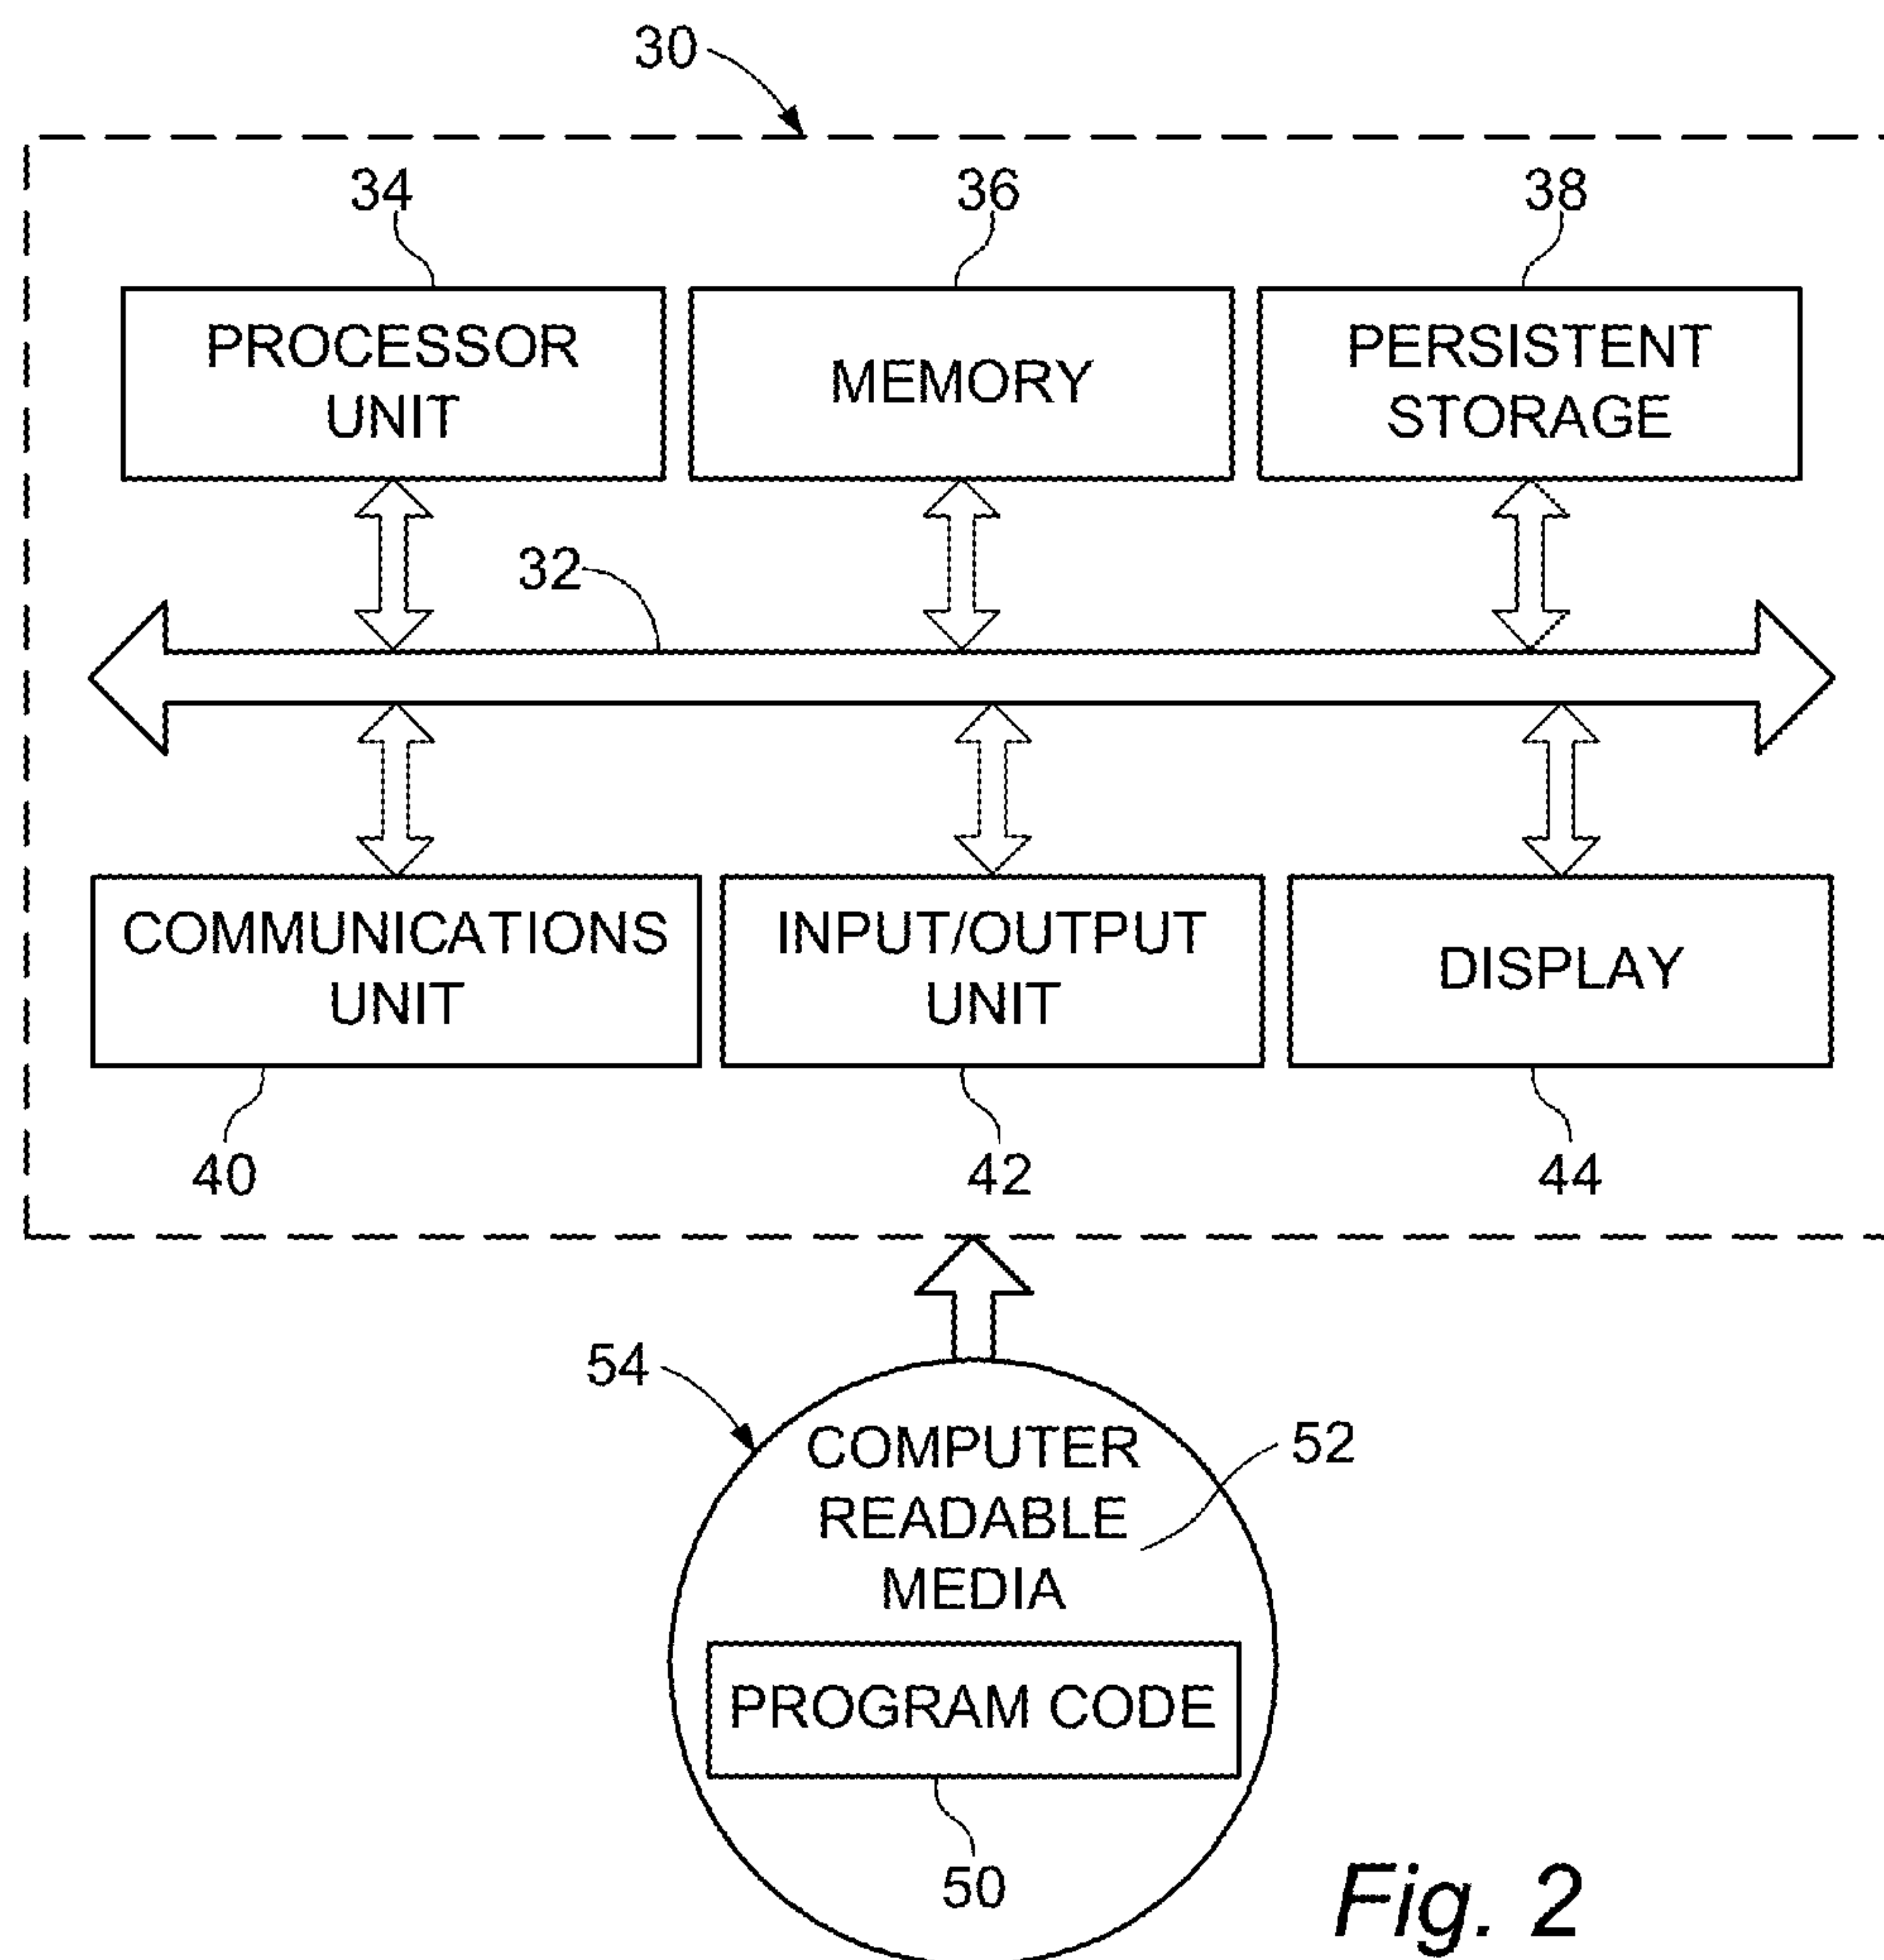 30
34
36
38
PROCESSOR
UNIT
MEMORY
PERSISTENT
STORAGE
32
COMMUNICATIONS
UNIT
INPUT/OUTPUT
UNIT
DISPLAY
40
42
44
54
COMPUTER
READABLE
MEDIA
52
PROGRAM CODE
50
Fig. 2